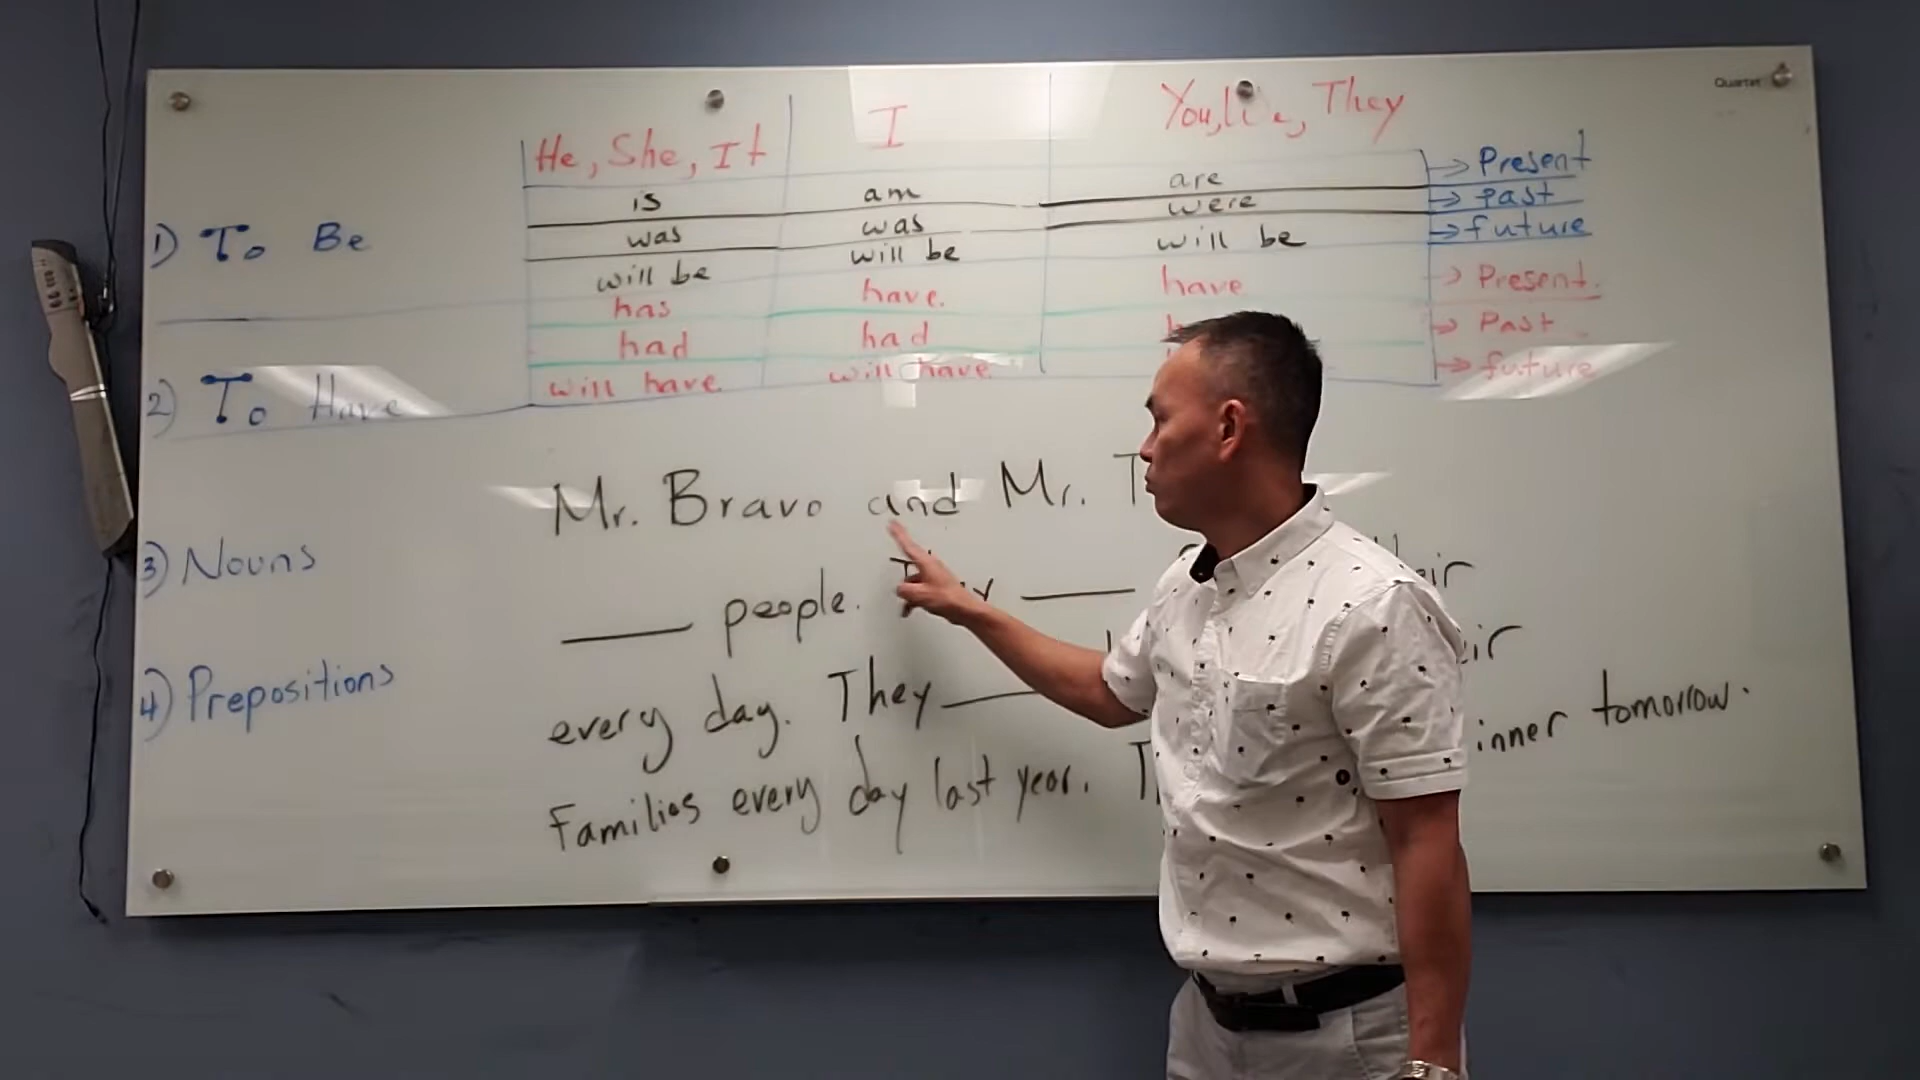 Quartet
He, She, It I You, They
is am are → Present
was was were → past
1) To Be will be will be will be → future
has have. have → Present.
had had → Past
2) To Have will have will have → future
Mr. Bravo and Mr.
3) Nouns
people. They
4) Prepositions every day. They
Families every day last year. tomorrow.